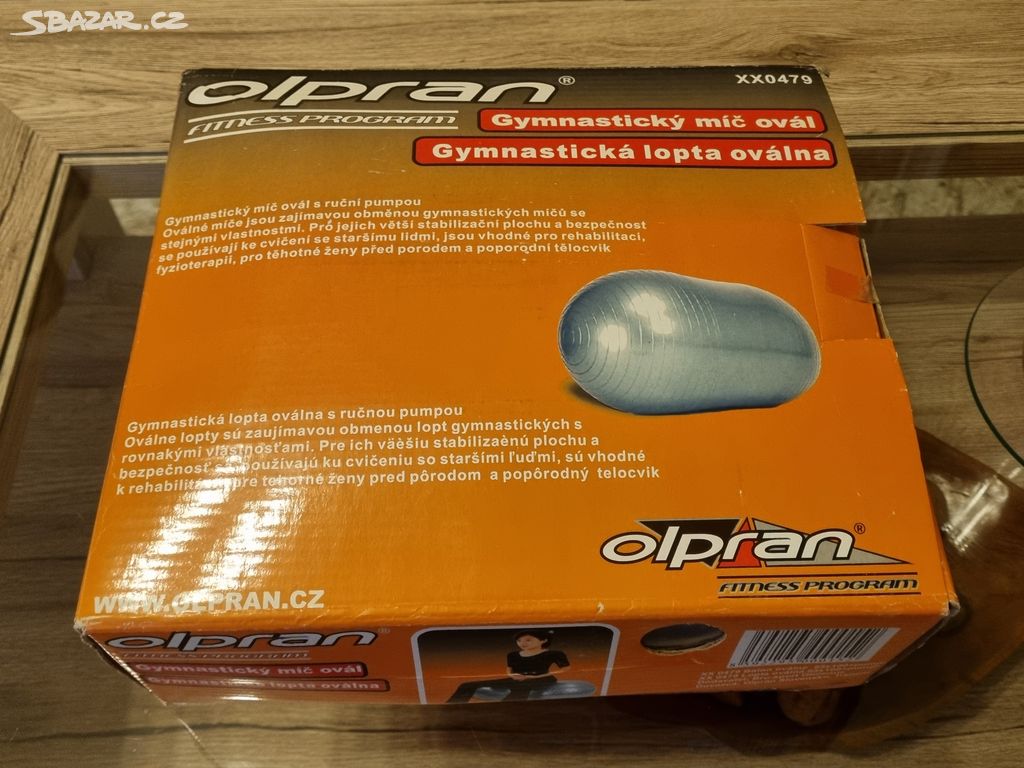 SBAZAR.CZ
olpran®
XX0479
FITNESS PROGRAM
Gymnastický míč ovál
Gymnastická lopta oválna
Gymnastický míč ovál s ruční pumpou
Oválné míče jsou zajímavou obměnou gymnastických míčů se
stejnými vlastnostmi. Pro jejich větší stabilizační plochu a bezpečnost
se používají ke cvičení se staršímu lidmi, jsou vhodné pro rehabilitaci,
fyzioterapii, pro těhotné ženy před porodem a poporodní tělocvik
Gymnastická lopta oválna s ručnou pumpou
Oválne lopty sú zaujímavou obmenou lopt gymnastických s
rovnakými vlastnosťami. Pre ich väèšiu stabilizaènú plochu a
bezpečnosť sa používajú ku cvičeniu so staršími ľuďmi, sú vhodné
k rehabilitáci pre tehotné ženy pred pôrodom a popôrodný telocvik
olpran®
FITNESS PROGRAM
WWW.OLPRAN.CZ
olpran®
FITNESS PROGRAM
Gymnastický míč ovál
Gymnastická lopta oválna